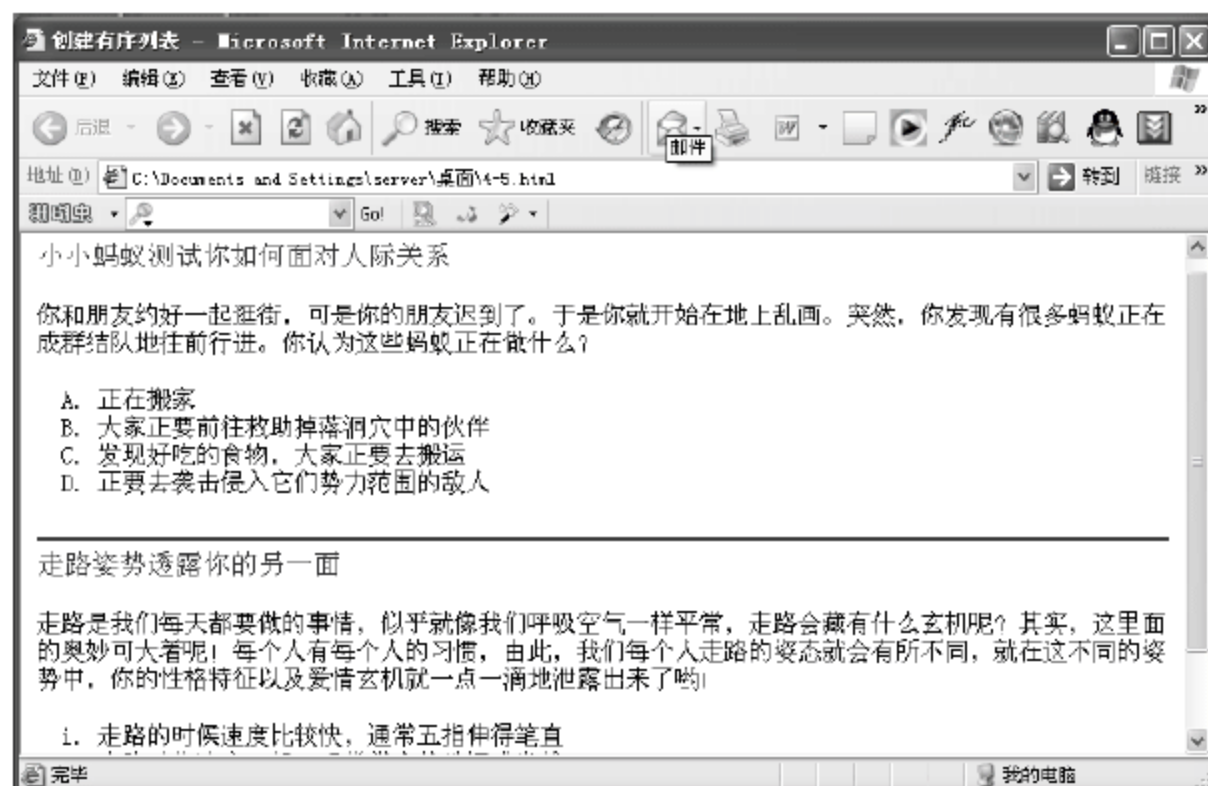 创建有序列表 - Microsoft Internet Explorer
文件(F) 编辑(E) 查看(V) 收藏(A) 工具(T) 帮助(H)
后退 搜索 收藏夹
邮件
地址(D) C:\Documents and Settings\server\桌面\4-5.html 转到 链接 »
Go!
小小蚂蚁测试你如何面对人际关系
你和朋友约好一起逛街，可是你的朋友迟到了。于是你就开始在地上乱画。突然，你发现有很多蚂蚁正在
成群结队地往前行进。你认为这些蚂蚁正在做什么？
A. 正在搬家
B. 大家正要前往救助掉落洞穴中的伙伴
C. 发现好吃的食物，大家正要去搬运
D. 正要去袭击侵入它们势力范围的敌人
走路姿势透露你的另一面
走路是我们每天都要做的事情，似乎就像我们呼吸空气一样平常，走路会藏有什么玄机呢？其实，这里面
的奥妙可大着呢！每个人有每个人的习惯，由此，我们每个人走路的姿态就会有所不同，就在这不同的姿
势中，你的性格特征以及爱情玄机就一点一滴地泄露出来了哟!
i. 走路的时候速度比较快，通常五指伸得笔直
完毕 我的电脑